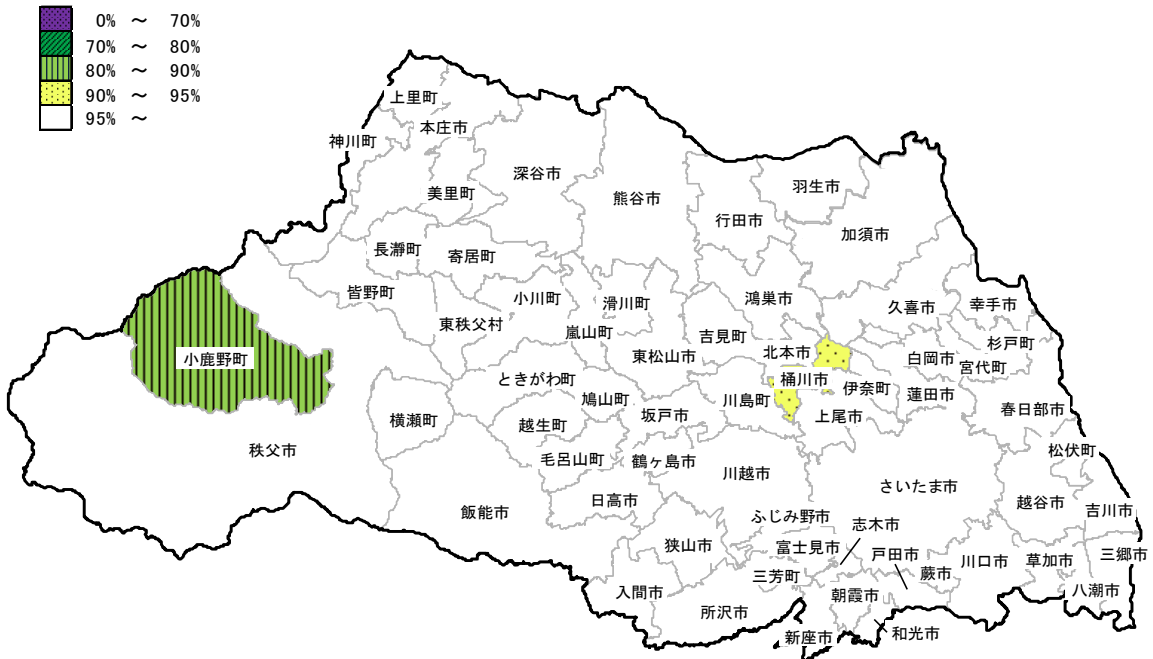 0% ～ 70%
70% ～ 80%
80% ～ 90%
90% ～ 95%
95% ～
上里町
本庄市
神川町
深谷市
美里町
熊谷市
羽生市
行田市
加須市
長瀞町
寄居町
皆野町
小川町
滑川町
鴻巣市
久喜市
幸手市
東秩父村
嵐山町
吉見町
杉戸町
小鹿野町
東松山市
北本市
白岡市
宮代町
ときがわ町
桶川市
伊奈町
蓮田市
鳩山町
川島町
春日部市
横瀬町
坂戸市
上尾市
越生町
秩父市
松伏町
毛呂山町
鶴ヶ島市
川越市
さいたま市
日高市
越谷市
吉川市
飯能市
ふじみ野市
志木市
狭山市
富士見市
戸田市
川口市
草加市
三郷市
三芳町
蕨市
入間市
朝霞市
八潮市
所沢市
新座市
和光市